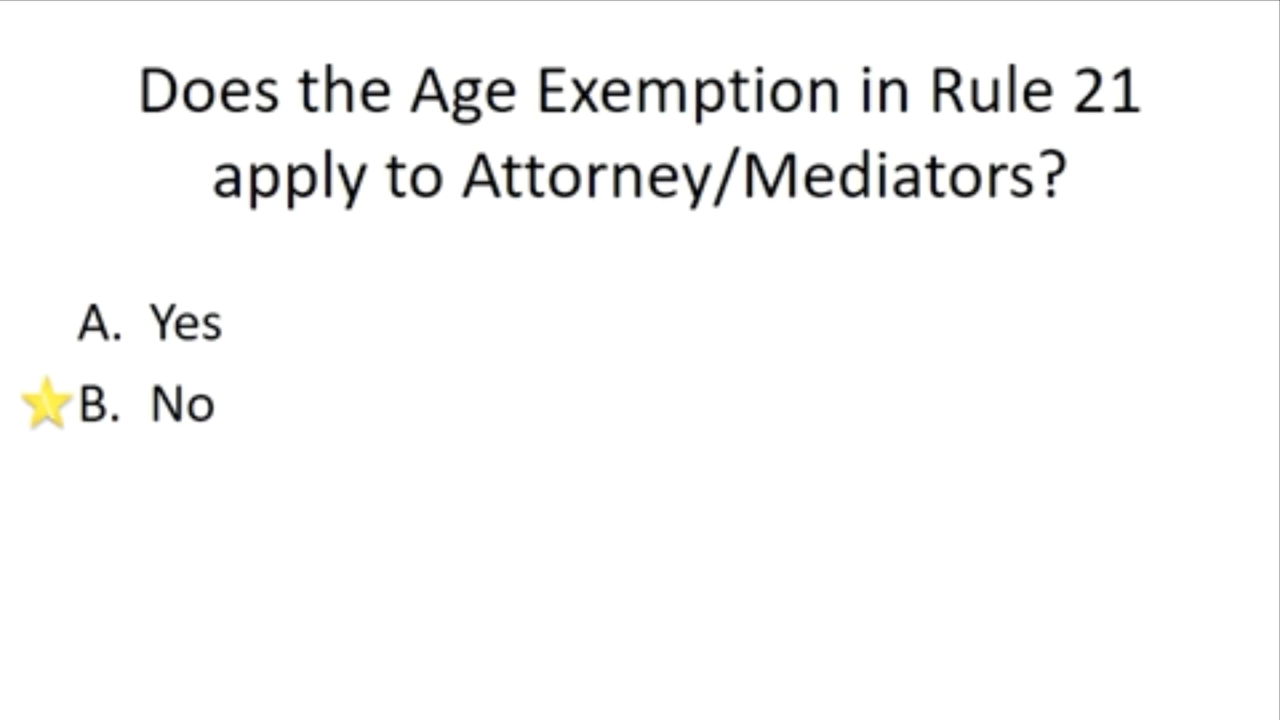 Does the Age Exemption in Rule 21
apply to Attorney/Mediators?
A. Yes
B. No